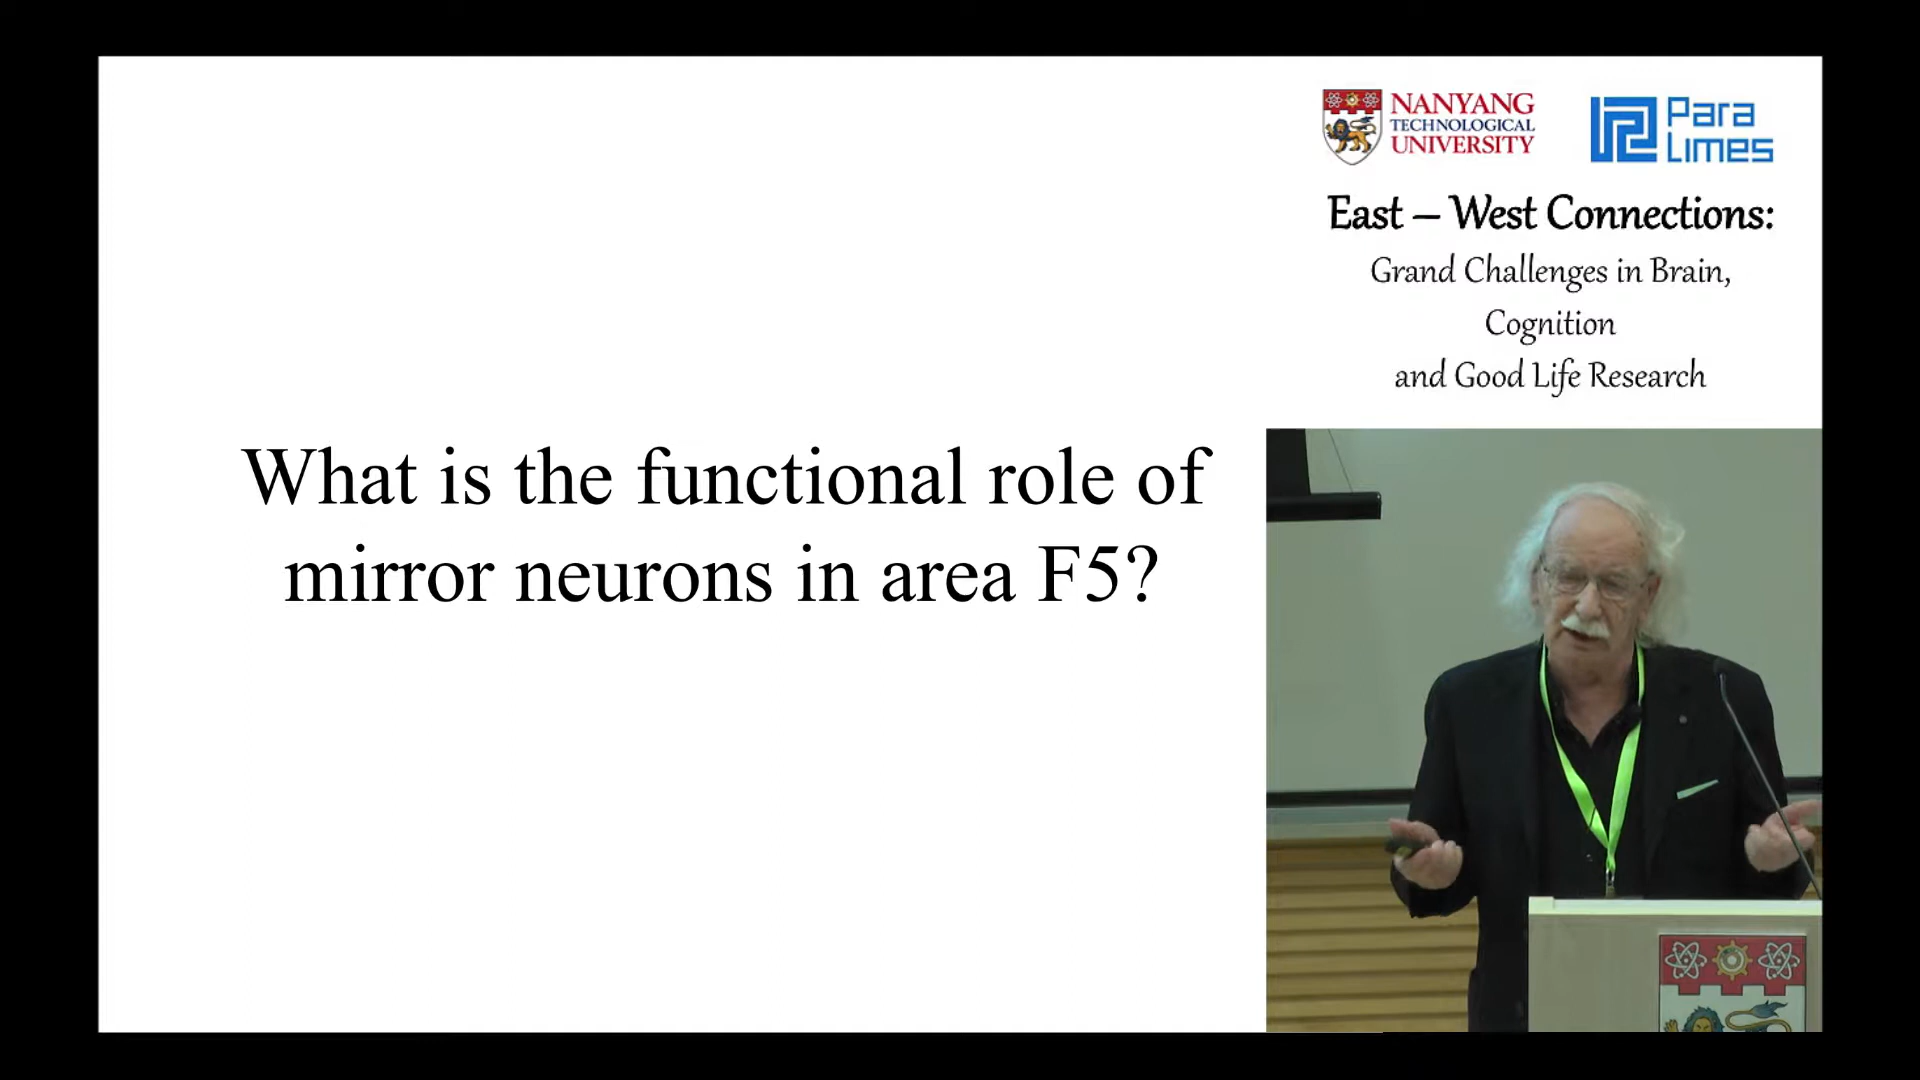 What is the functional role of
mirror neurons in area F5?
NANYANG
TECHNOLOGICAL
UNIVERSITY
Para
Limes
East – West Connections:
Grand Challenges in Brain,
Cognition
and Good Life Research